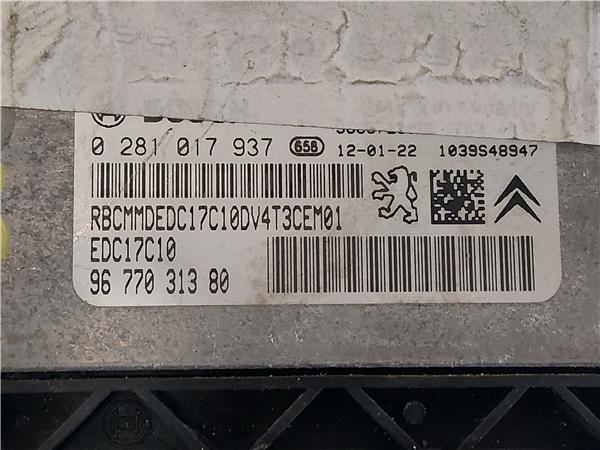 0 281 017 937 658 12-01-22 1039S48947
RBCMMDEDC17C10DV4T3CEM01
EDC17C10
96 770 313 80